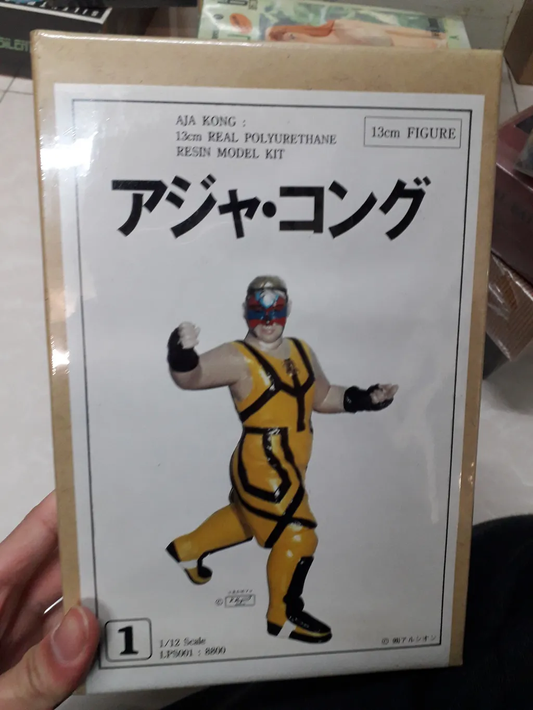 SILENT
AJA KONG :
13cm REAL POLYURETHANE
RESIN MODEL KIT
13cm FIGURE
アジャ・コング
©
1
1/12 Scale
LPS001 : 8800
© ㈱アルシオン